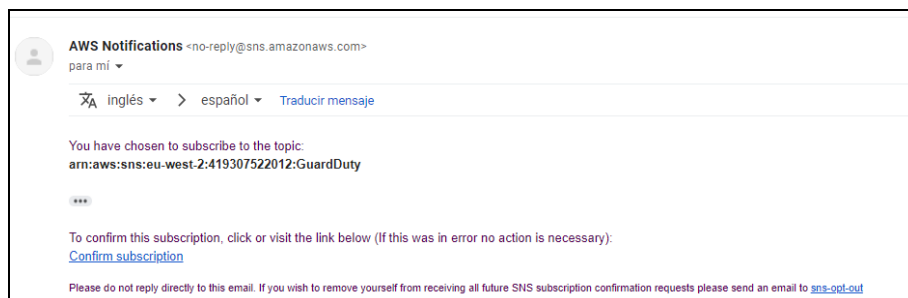 AWS Notifications <no-reply@sns.amazonaws.com>
para mí
inglés > español Traducir mensaje
You have chosen to subscribe to the topic:
arn:aws:sns:eu-west-2:419307522012:GuardDuty
•••
To confirm this subscription, click or visit the link below (If this was in error no action is necessary):
Confirm subscription
Please do not reply directly to this email. If you wish to remove yourself from receiving all future SNS subscription confirmation requests please send an email to sns-opt-out